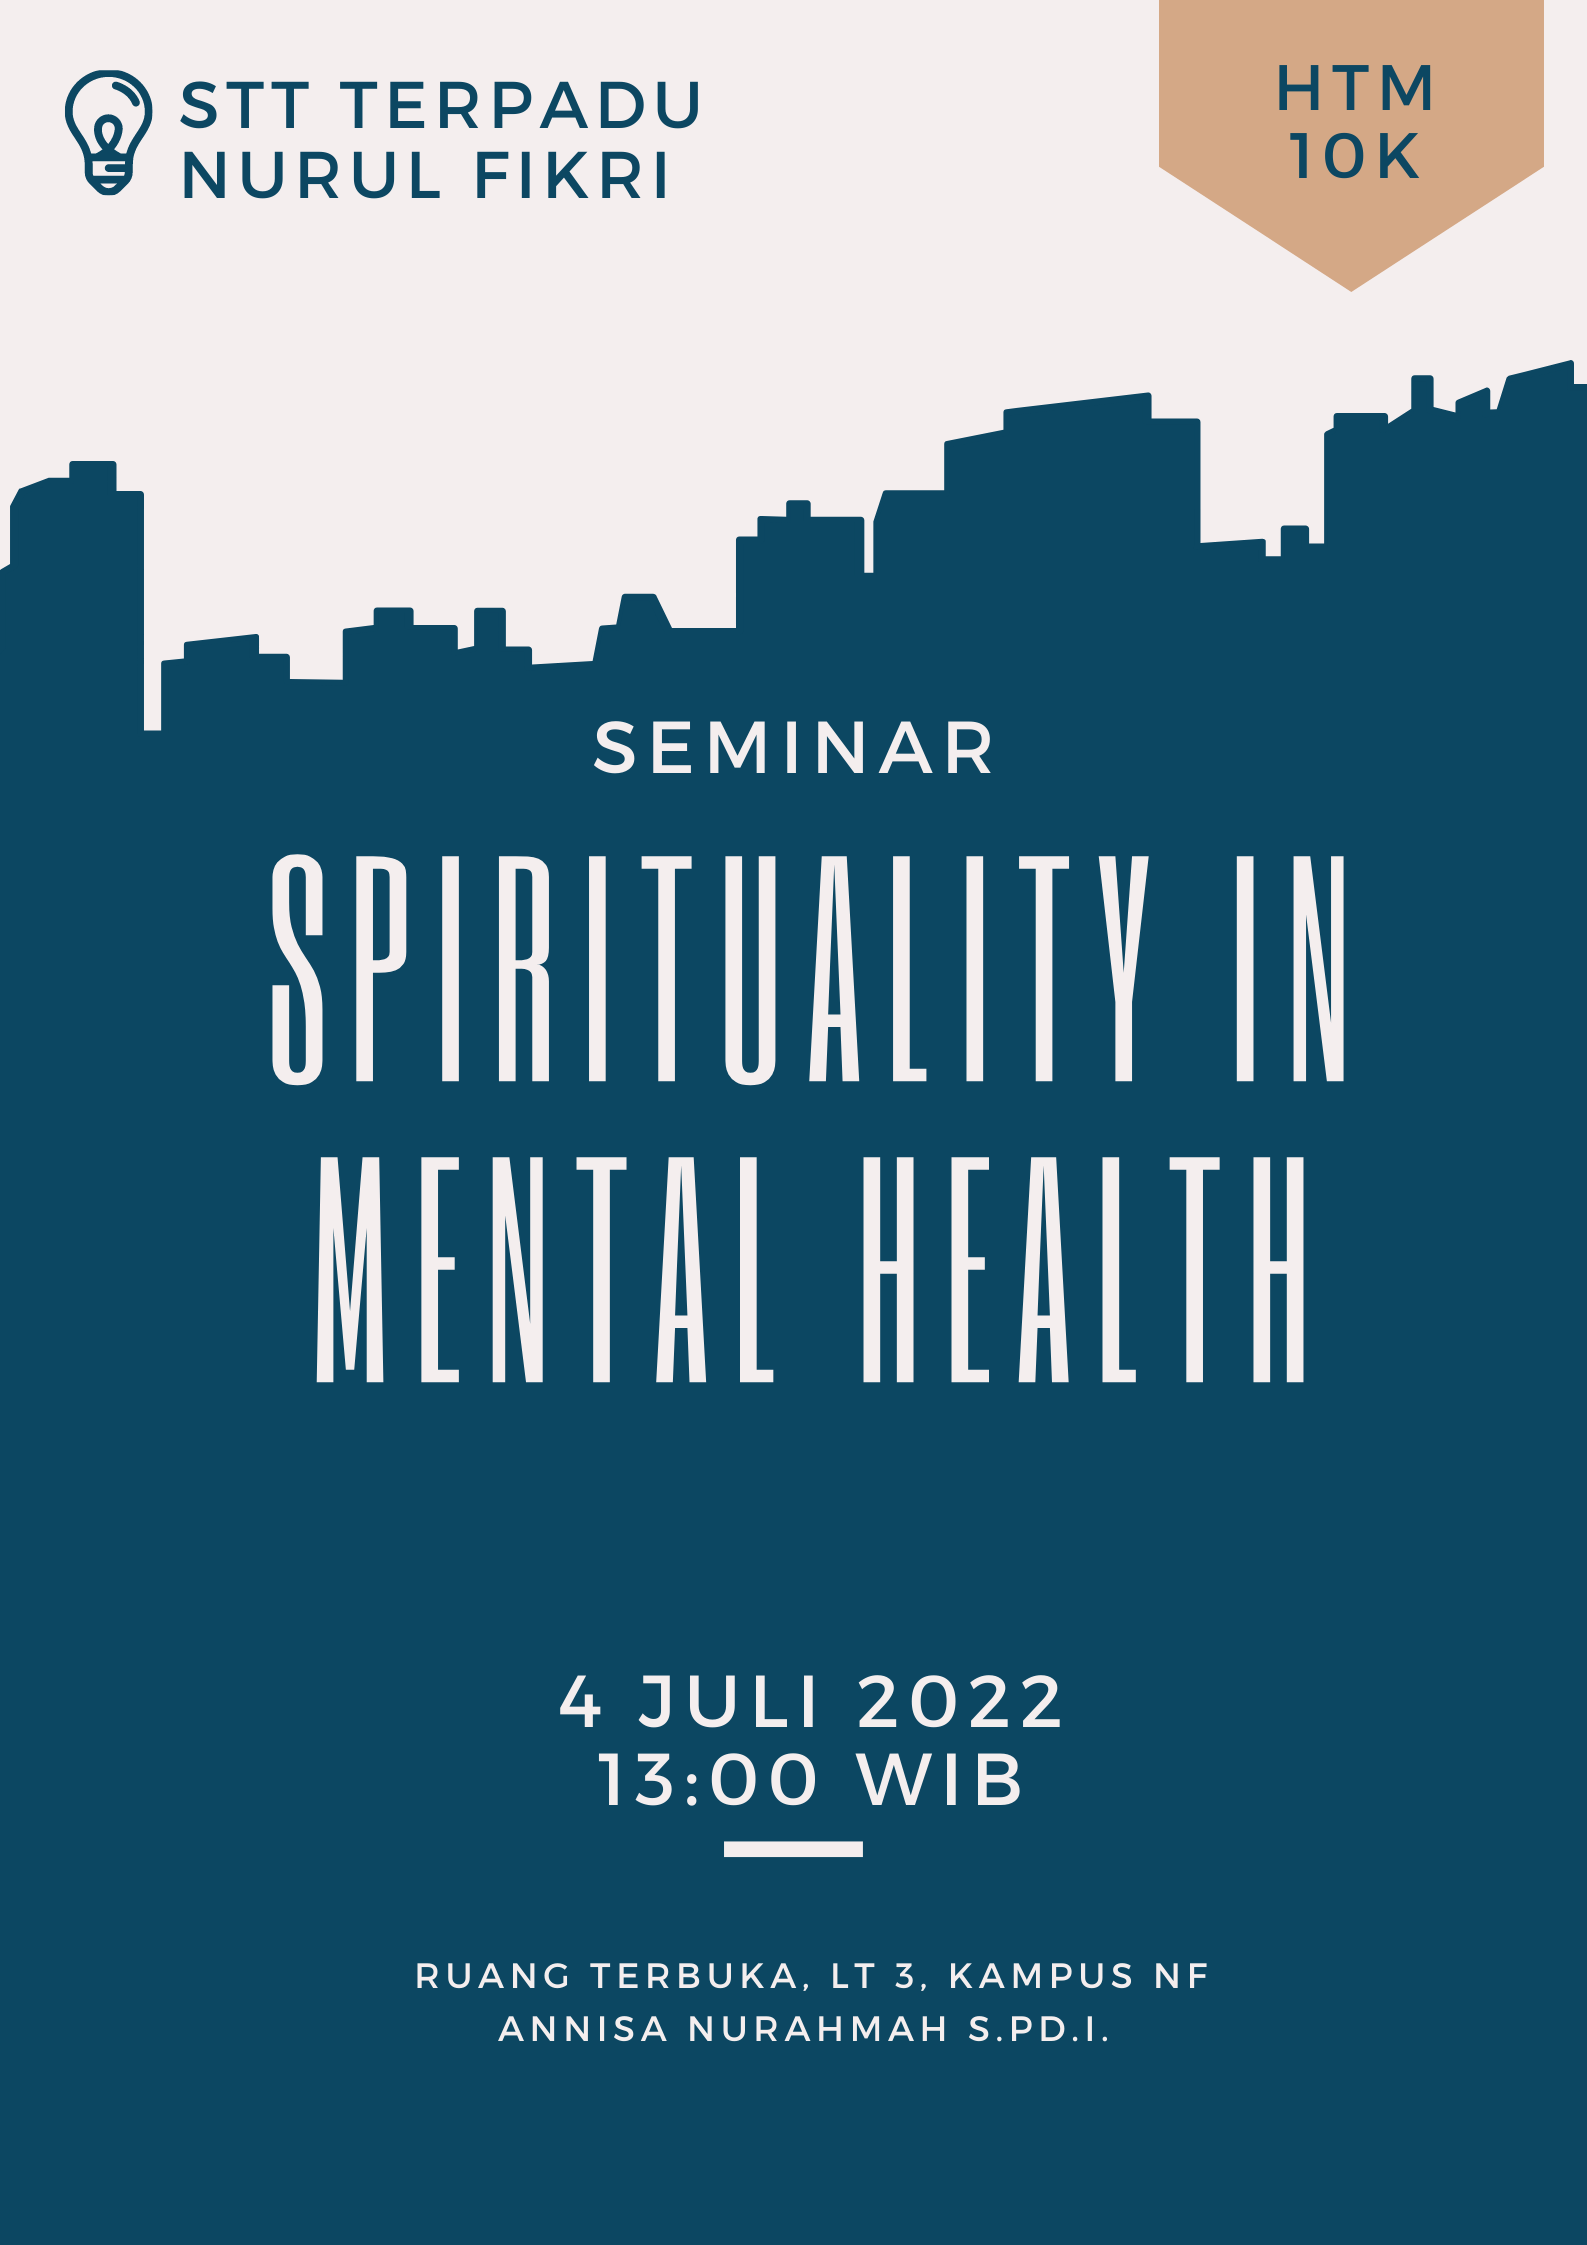 STT TERPADU
NURUL FIKRI
HTM
10K
SEMINAR
SPIRITUALITY IN
MENTAL HEALTH
4 JULI 2022
13:00 WIB
RUANG TERBUKA, LT 3, KAMPUS NF
ANNISA NURAHMAH S.PD.I.